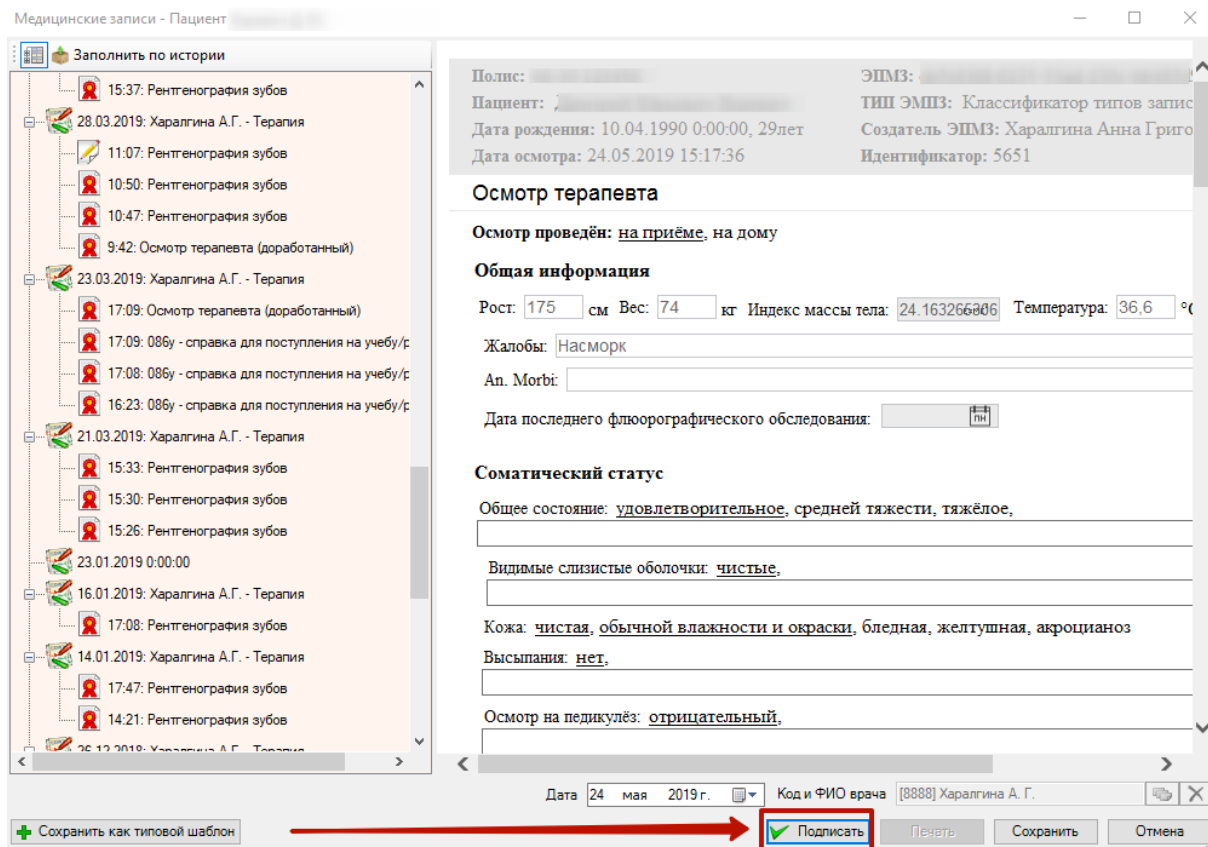 Медицинские записи - Пациент
Заполнить по истории
15:37: Рентгенография зубов
28.03.2019: Харалгина А.Г. - Терапия
11:07: Рентгенография зубов
10:50: Рентгенография зубов
10:47: Рентгенография зубов
9:42: Осмотр терапевта (доработанный)
23.03.2019: Харалгина А.Г. - Терапия
17:09: Осмотр терапевта (доработанный)
17:09: 086у - справка для поступления на учебу/р
17:08: 086у - справка для поступления на учебу/р
16:23: 086у - справка для поступления на учебу/р
21.03.2019: Харалгина А.Г. - Терапия
15:33: Рентгенография зубов
15:30: Рентгенография зубов
15:26: Рентгенография зубов
23.01.2019 0:00:00
16.01.2019: Харалгина А.Г. - Терапия
17:08: Рентгенография зубов
14.01.2019: Харалгина А.Г. - Терапия
17:47: Рентгенография зубов
14:21: Рентгенография зубов
26.12.2018: Харалгина А.Г. - Терапия
Полис: ЭПМЗ:
Пациент: ТИП ЭМПЗ: Классификатор типов запис
Дата рождения: 10.04.1990 0:00:00, 29лет Создатель ЭПМЗ: Харалгина Анна Григо
Дата осмотра: 24.05.2019 15:17:36 Идентификатор: 5651
Осмотр терапевта
Осмотр проведён: на приёме, на дому
Общая информация
Рост: 175 см Вес: 74 кг Индекс массы тела: Температура: 36,6 °C
Жалобы: Насморк
An. Morbi:
Дата последнего флюорографического обследования: ПН
Соматический статус
Общее состояние: удовлетворительное, средней тяжести, тяжёлое,
Видимые слизистые оболочки: чистые,
Кожа: чистая, обычной влажности и окраски, бледная, желтушная, акроцианоз
Высыпания: нет,
Осмотр на педикулёз: отрицательный,
Дата 24 мая 2019 г. Код и ФИО врача [8888] Харалгина А. Г.
Сохранить как типовой шаблон Подписать Печать Сохранить Отмена